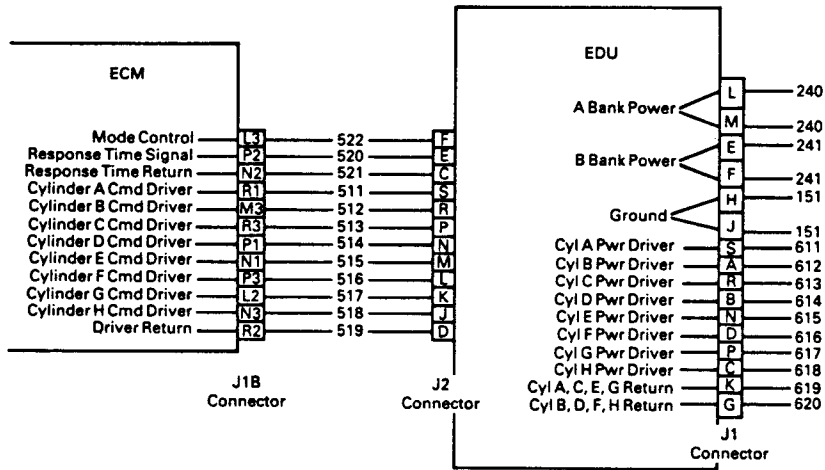 ECM
Mode Control L3 522 F
Response Time Signal P2 520 E
Response Time Return N2 521 C
Cylinder A Cmd Driver R1 511 S
Cylinder B Cmd Driver M3 512 R
Cylinder C Cmd Driver R3 513 P
Cylinder D Cmd Driver P1 514 N
Cylinder E Cmd Driver N1 515 M
Cylinder F Cmd Driver P3 516 L
Cylinder G Cmd Driver L2 517 K
Cylinder H Cmd Driver N3 518 J
Driver Return R2 519 D
J1B
Connector
J2
Connector
EDU
A Bank Power
L 240
M 240
B Bank Power
E 241
F 241
Ground
H 151
J 151
Cyl A Pwr Driver S 611
Cyl B Pwr Driver A 612
Cyl C Pwr Driver R 613
Cyl D Pwr Driver B 614
Cyl E Pwr Driver N 615
Cyl F Pwr Driver D 616
Cyl G Pwr Driver P 617
Cyl H Pwr Driver C 618
Cyl A, C, E, G Return K 619
Cyl B, D, F, H Return G 620
J1
Connector